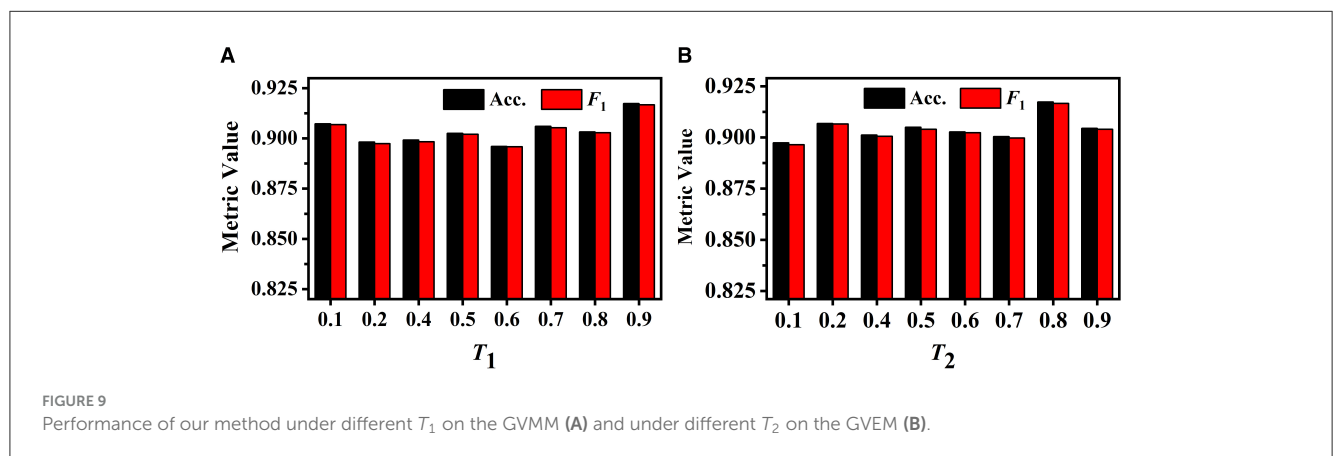 A
0.925
0.900
0.875
0.850
0.825
Metric Value
Acc.
F1
0.1 0.2 0.4 0.5 0.6 0.7 0.8 0.9
T1
B
0.925
0.900
0.875
0.850
0.825
Metric Value
Acc.
F1
0.1 0.2 0.4 0.5 0.6 0.7 0.8 0.9
T2
FIGURE 9
Performance of our method under different T1 on the GVMM (A) and under different T2 on the GVEM (B).